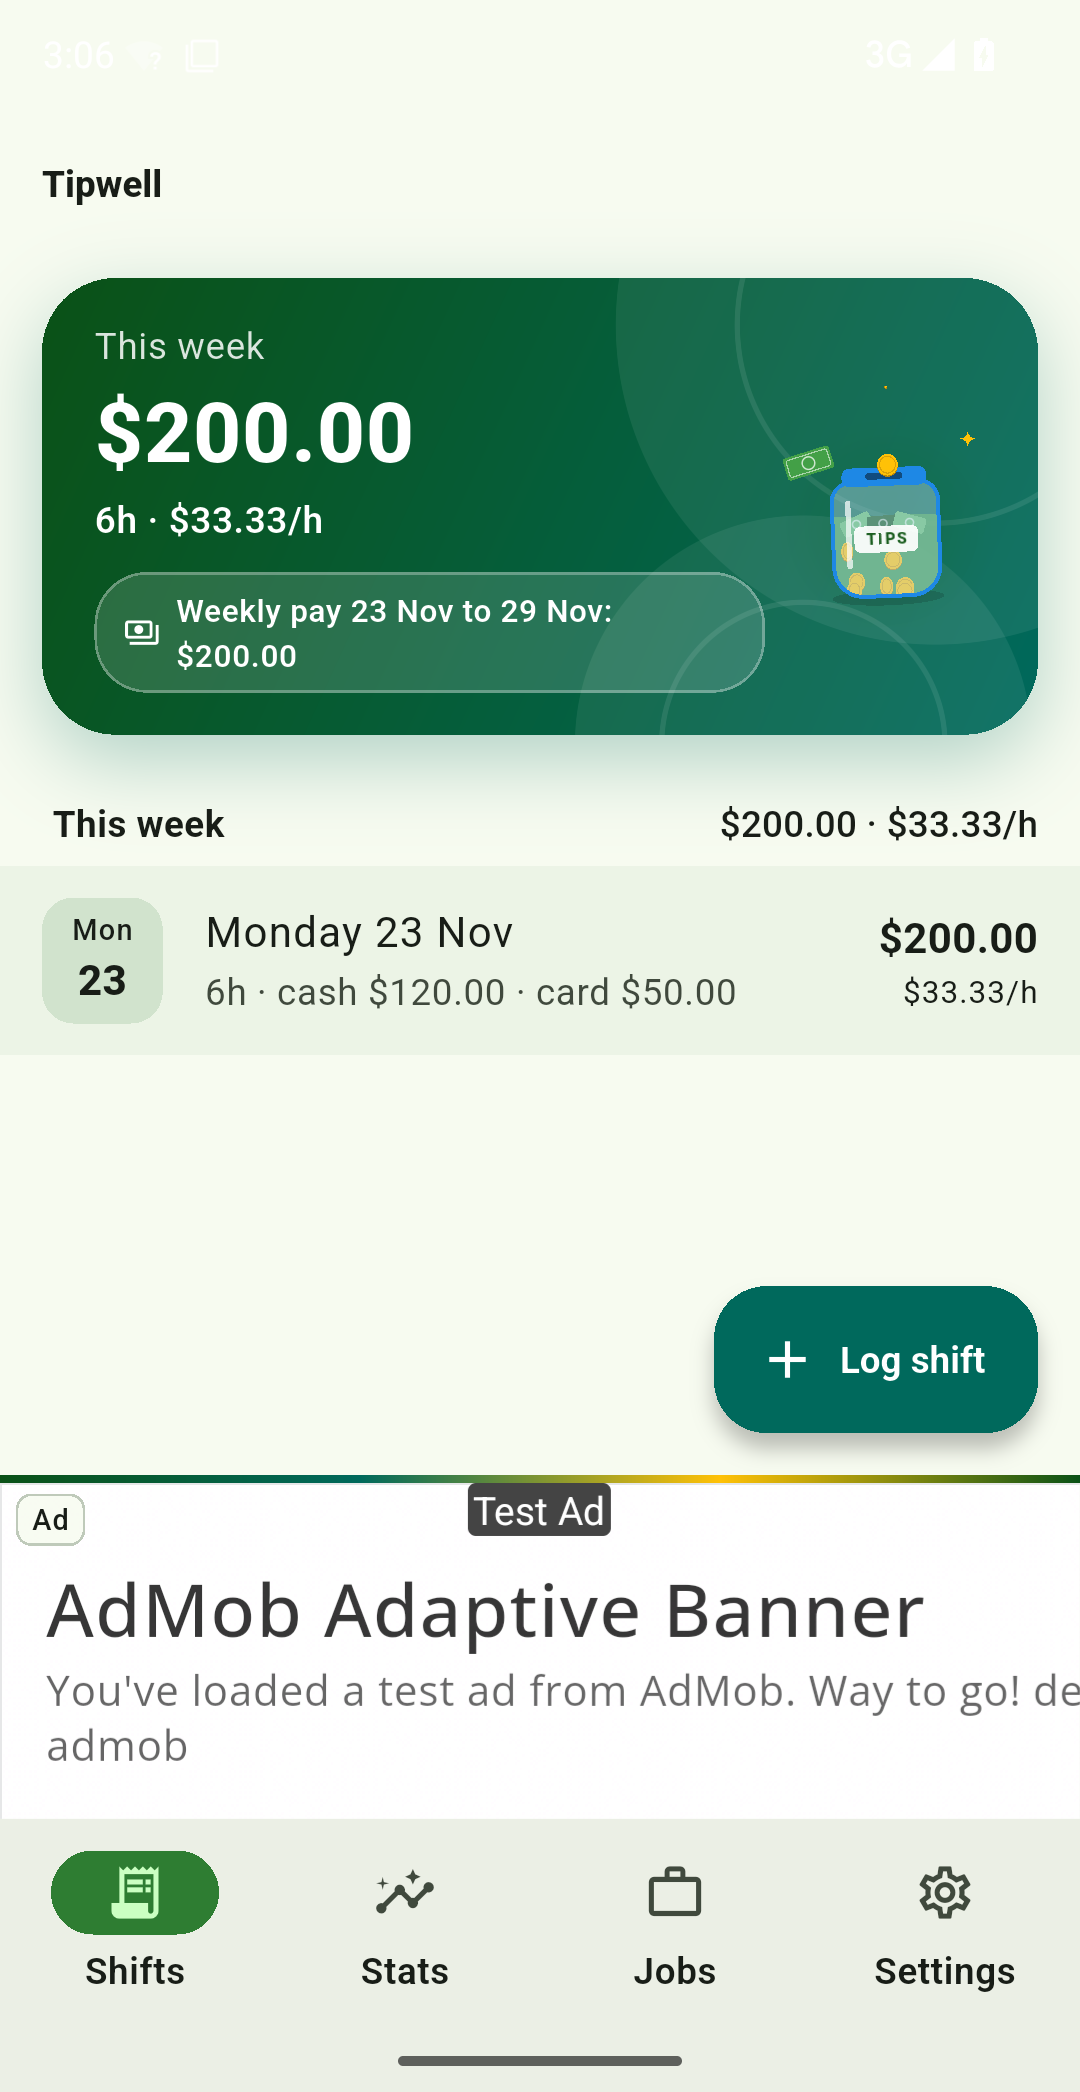 3:06
3G
Tipwell
This week
$200.00
6h · $33.33/h
TIPS
Weekly pay 23 Nov to 29 Nov:
$200.00
This week
$200.00 · $33.33/h
Mon
23
Monday 23 Nov
6h · cash $120.00 · card $50.00
$200.00
$33.33/h
Log shift
Ad
Test Ad
AdMob Adaptive Banner
You've loaded a test ad from AdMob. Way to go!
admob
Shifts
Stats
Jobs
Settings